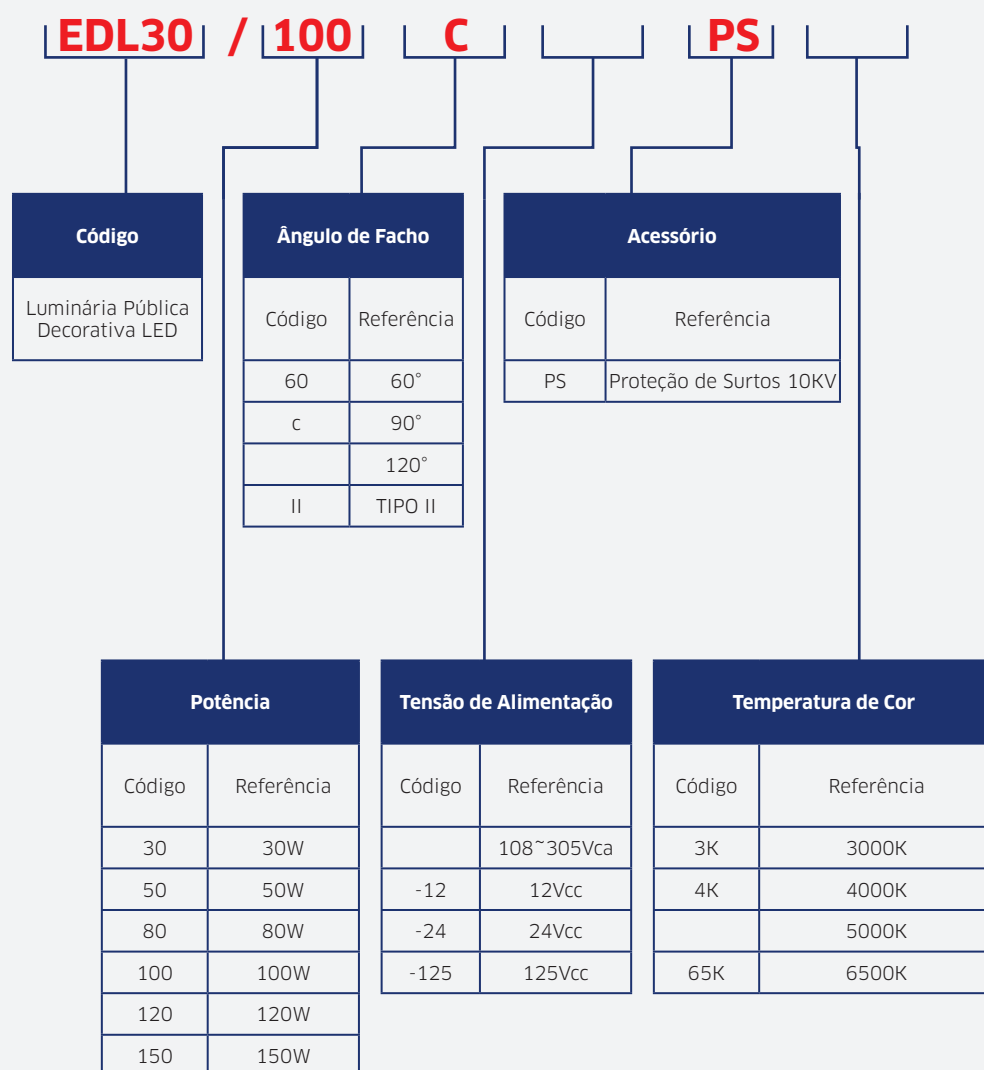 EDL30 / 100 C PS
Código
Luminária Pública
Decorativa LED
Ângulo de Facho
Código Referência
60 60°
c 90°
120°
II TIPO II
Acessório
Código Referência
PS Proteção de Surtos 10KV
Potência
Código Referência
30 30W
50 50W
80 80W
100 100W
120 120W
150 150W
Tensão de Alimentação
Código Referência
108~305Vca
-12 12Vcc
-24 24Vcc
-125 125Vcc
Temperatura de Cor
Código Referência
3K 3000K
4K 4000K
5000K
65K 6500K